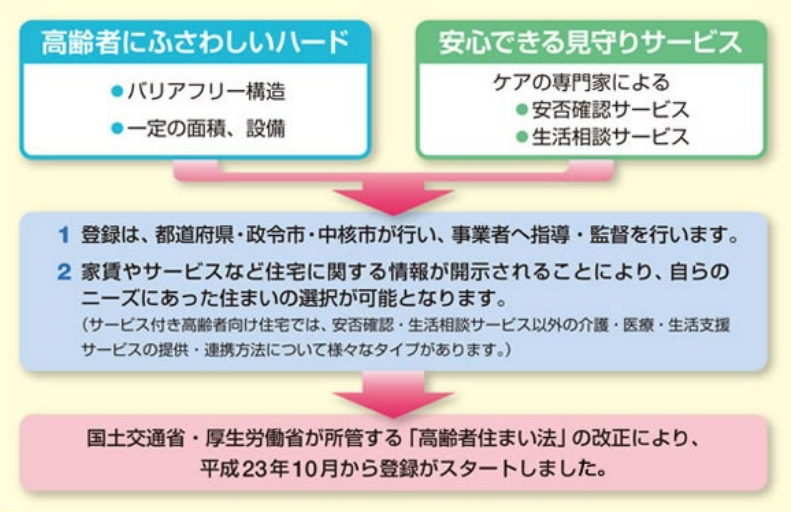 高齢者にふさわしいハード
●バリアフリー構造
●一定の面積、設備
安心できる見守りサービス
ケアの専門家による
●安否確認サービス
●生活相談サービス
1 登録は、都道府県・政令市・中核市が行い、事業者へ指導・監督を行います。
2 家賃やサービスなど住宅に関する情報が開示されることにより、自らの
ニーズにあった住まいの選択が可能となります。
（サービス付き高齢者向け住宅では、安否確認・生活相談サービス以外の介護・医療・生活支援
サービスの提供・連携方法について様々なタイプがあります。）
国土交通省・厚生労働省が所管する「高齢者住まい法」の改正により、
平成23年10月から登録がスタートしました。